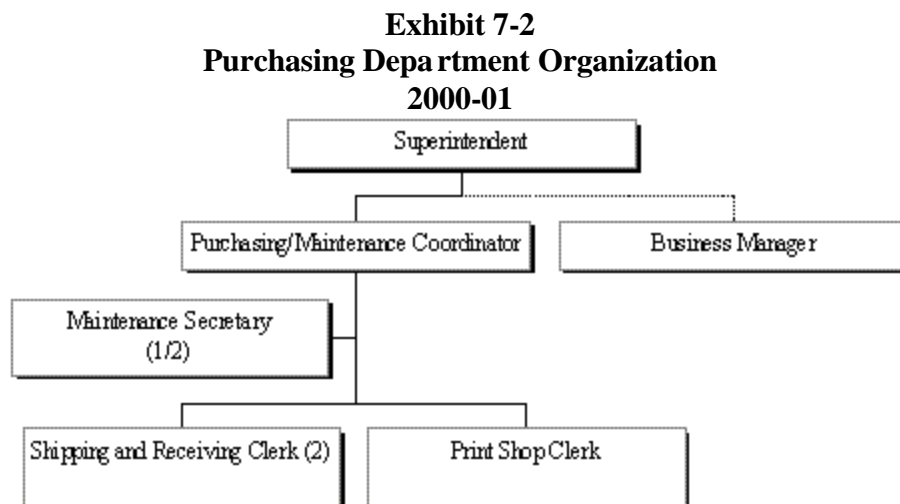 Exhibit 7-2
Purchasing Department Organization
2000-01
Superintendent
Purchasing/Maintenance Coordinator
Business Manager
Maintenance Secretary
(1/2)
Shipping and Receiving Clerk (2)
Print Shop Clerk